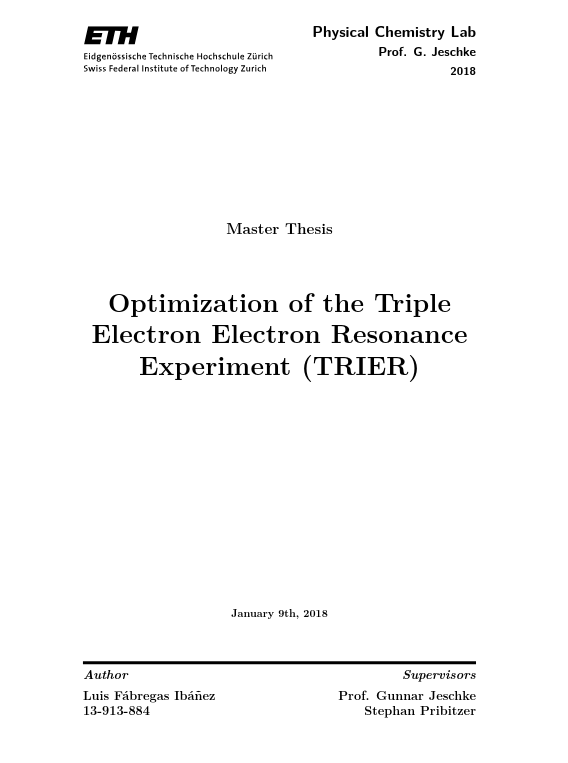 ETH
Eidgenössische Technische Hochschule Zürich
Swiss Federal Institute of Technology Zurich
Physical Chemistry Lab
Prof. G. Jeschke
2018
Master Thesis
Optimization of the Triple
Electron Electron Resonance
Experiment (TRIER)
January 9th, 2018
Author
Luis Fábregas Ibáñez
13-913-884
Supervisors
Prof. Gunnar Jeschke
Stephan Pribitzer